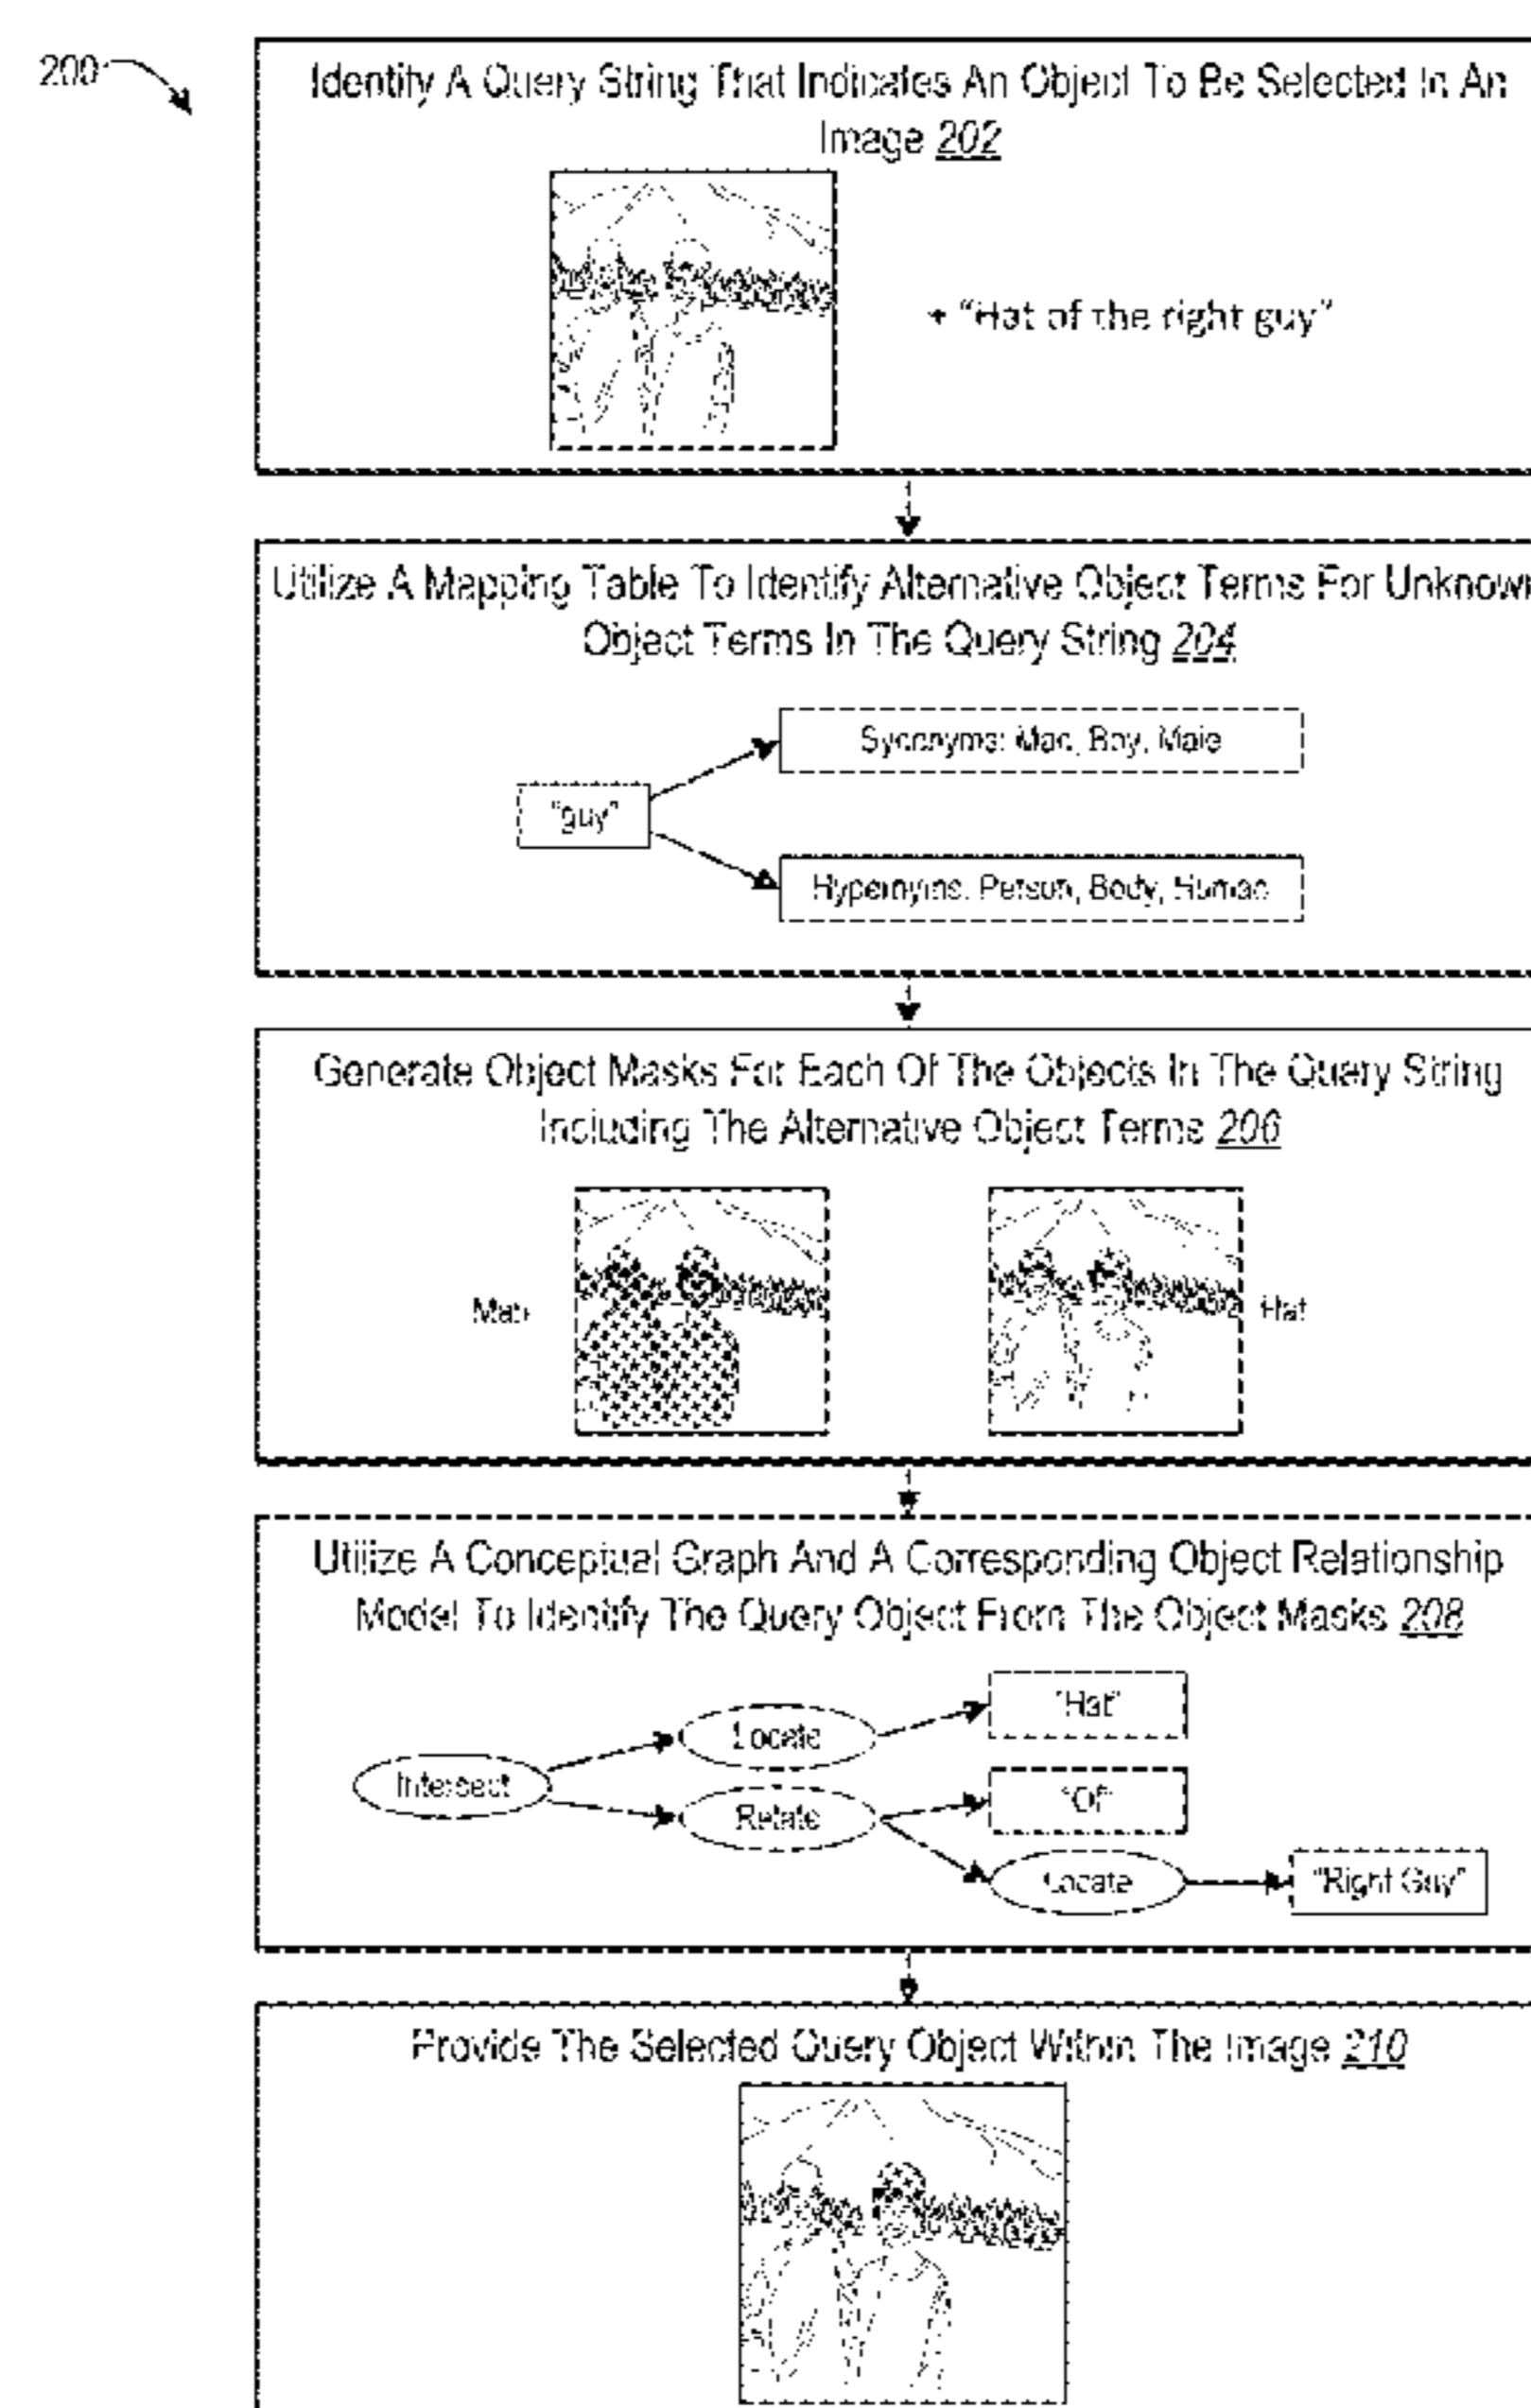 200
Identify A Query String That Indicates An Object To Be Selected In An
Image 202
+ "Hat of the right guy"
Utilize A Mapping Table To Identify Alternative Object Terms For Unknown
Object Terms In The Query String 204
Synonyms: Man, Boy, Male
"guy"
Hypernyms: Person, Body, Human
Generate Object Masks For Each Of The Objects In The Query String
Including The Alternative Object Terms 206
Man
Hat
Utilize A Conceptual Graph And A Corresponding Object Relationship
Model To Identify The Query Object From The Object Masks 208
"Hat"
Locate
Intersect
"Of"
Relate
Locate
"Right Guy"
Provide The Selected Query Object Within The Image 210